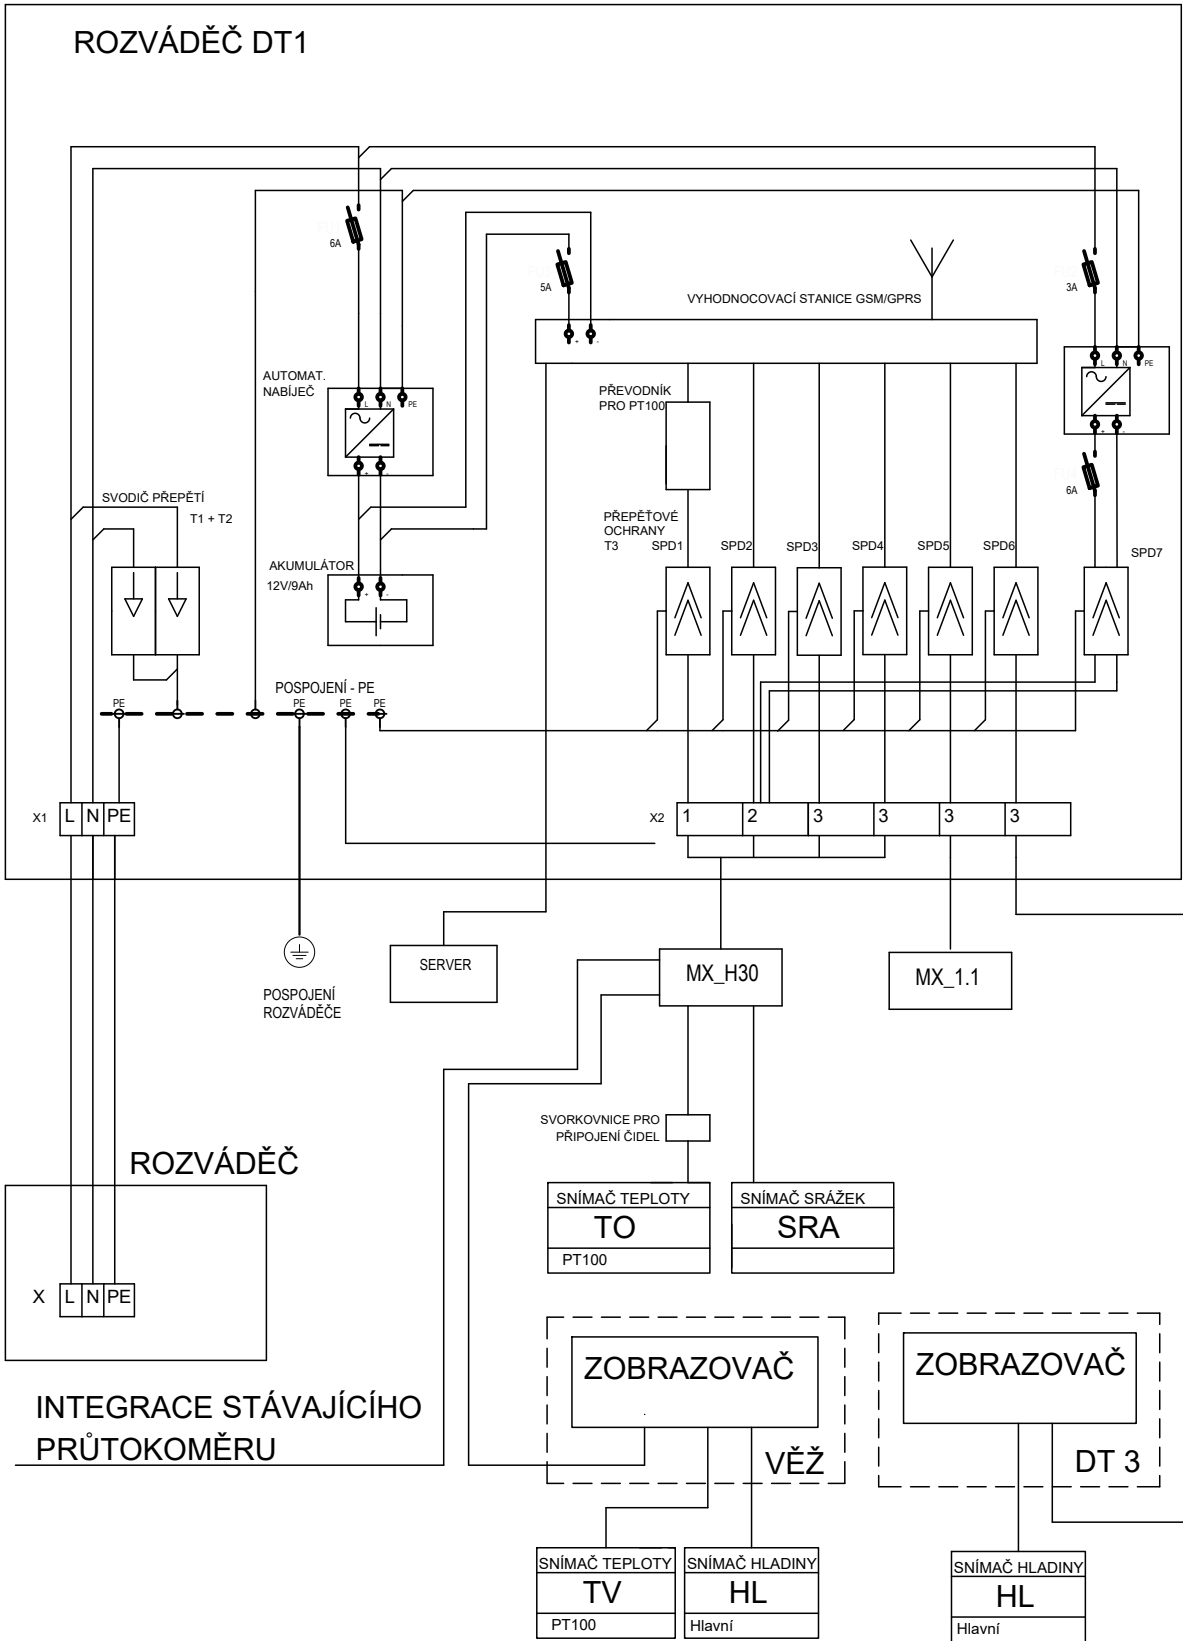 ROZVÁDĚČ DT1
6A
5A
3A
VYHODNOCOVACÍ STANICE GSM/GPRS
+ -
L N PE
AUTOMAT.
NABÍJEČ
L N PE
PŘEVODNÍK
PRO PT100
+ -
+ -
6A
SVODIČ PŘEPĚTÍ
T1 + T2
PŘEPĚŤOVÉ
OCHRANY
T3
SPD1 SPD2 SPD3 SPD4 SPD5 SPD6 SPD7
AKUMULÁTOR
12V/9Ah
+ -
POSPOJENÍ - PE
PE PE PE PE
X1 L N PE
X2 1 2 3 3 3 3
SERVER
MX_H30
MX_1.1
POSPOJENÍ
ROZVÁDĚČE
SVORKOVNICE PRO
PŘIPOJENÍ ČIDEL
ROZVÁDĚČ
SNÍMAČ TEPLOTY
TO
PT100
SNÍMAČ SRÁŽEK
SRA
X L N PE
ZOBRAZOVAČ
VĚŽ
ZOBRAZOVAČ
DT 3
INTEGRACE STÁVAJÍCÍHO
PRŮTOKOMĚRU
SNÍMAČ TEPLOTY
TV
PT100
SNÍMAČ HLADINY
HL
Hlavní
SNÍMAČ HLADINY
HL
Hlavní